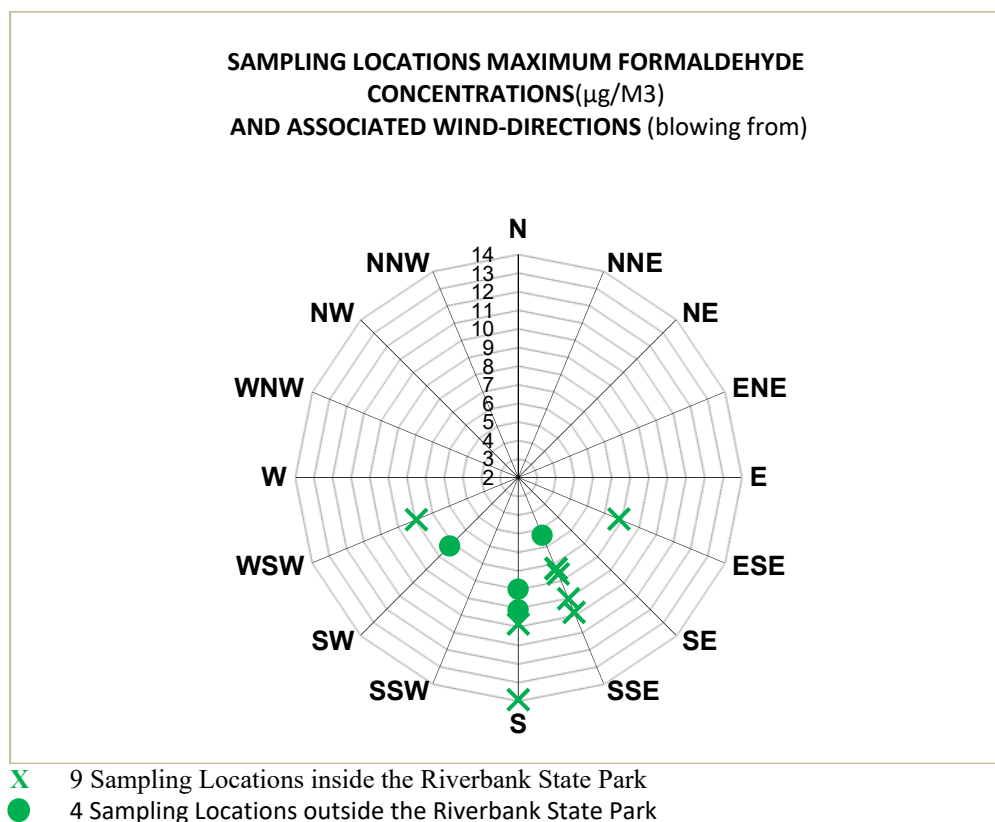 SAMPLING LOCATIONS MAXIMUM FORMALDEHYDE
CONCENTRATIONS(µg/M3)
AND ASSOCIATED WIND-DIRECTIONS (blowing from)
N
NNW
14
NNE
13
NW
12
NE
11
10
9
WNW
8
ENE
7
6
5
4
3
W
2
E
WSW
ESE
SW
SE
SSW
SSE
S
X 9 Sampling Locations inside the Riverbank State Park
4 Sampling Locations outside the Riverbank State Park